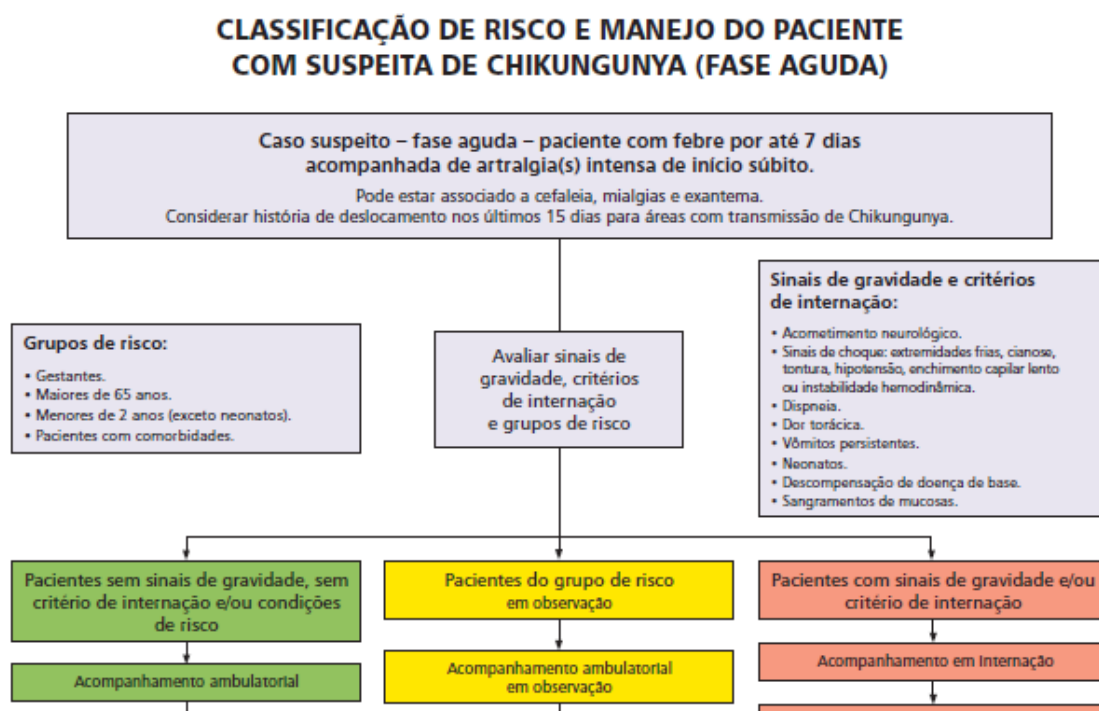 CLASSIFICAÇÃO DE RISCO E MANEJO DO PACIENTE
COM SUSPEITA DE CHIKUNGUNYA (FASE AGUDA)
Caso suspeito – fase aguda – paciente com febre por até 7 dias
acompanhada de artralgia(s) intensa de início súbito.
Pode estar associado a cefaleia, mialgias e exantema.
Considerar história de deslocamento nos últimos 15 dias para áreas com transmissão de Chikungunya.
Grupos de risco:
• Gestantes.
• Maiores de 65 anos.
• Menores de 2 anos (exceto neonatos).
• Pacientes com comorbidades.
Avaliar sinais de
gravidade, critérios
de internação
e grupos de risco
Sinais de gravidade e critérios
de internação:
• Acometimento neurológico.
• Sinais de choque: extremidades frias, cianose,
tontura, hipotensão, enchimento capilar lento
ou instabilidade hemodinâmica.
• Dispneia.
• Dor torácica.
• Vômitos persistentes.
• Neonatos.
• Descompensação de doença de base.
• Sangramentos de mucosas.
Pacientes sem sinais de gravidade, sem
critério de internação e/ou condições
de risco
Acompanhamento ambulatorial
Pacientes do grupo de risco
em observação
Acompanhamento ambulatorial
em observação
Pacientes com sinais de gravidade e/ou
critério de internação
Acompanhamento em Internação